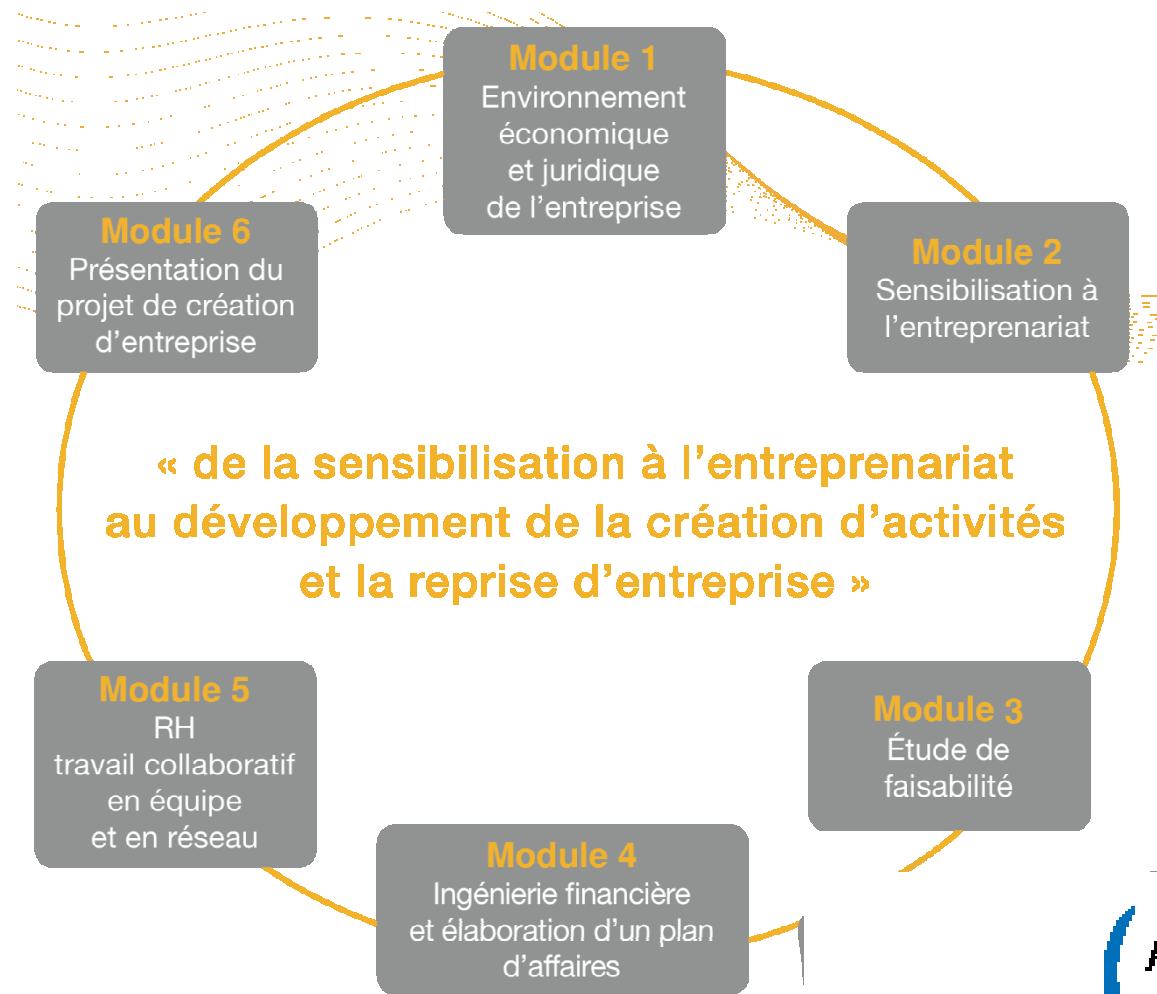 Module 1
Environnement
économique
et juridique
de l'entreprise
Module 2
Sensibilisation à
l'entreprenariat
Module 6
Présentation du
projet de création
d'entreprise
« de la sensibilisation à l'entreprenariat
au développement de la création d'activités
et la reprise d'entreprise »
Module 3
Étude de
faisabilité
Module 5
RH
travail collaboratif
en équipe
et en réseau
Module 4
Ingénierie financière
et élaboration d'un plan
d'affaires